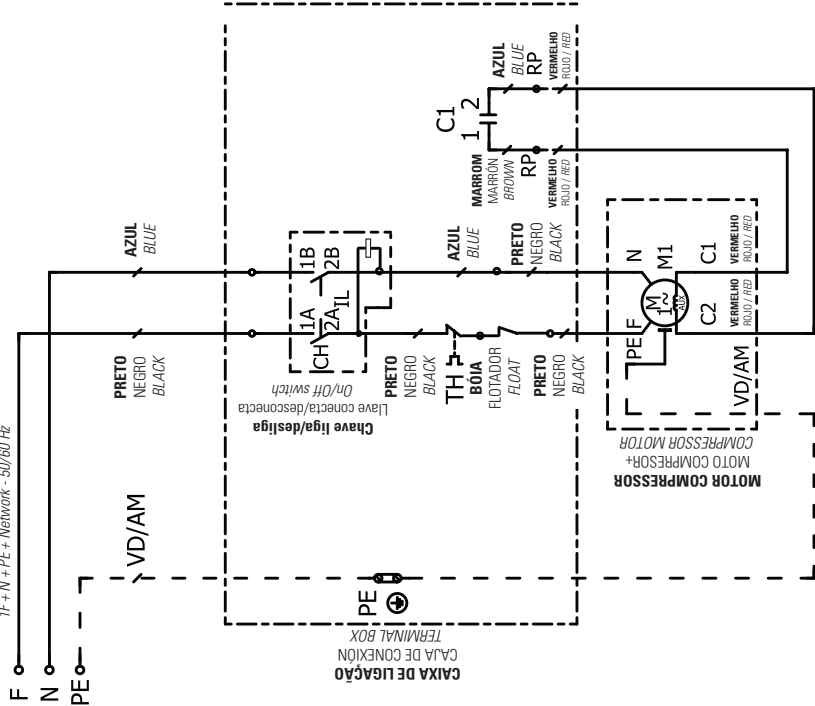 1F + N + PE + Network - 50/60 Hz
F
N
PE
PRETO
NEGRO
BLACK
AZUL
BLUE
VD/AM
CAIXA DE LIGAÇÃO
CAJA DE CONEXIÓN
TERMINAL BOX
PE
Chave liga/desliga
Llave conecta/desconecta
On/Off switch
CH
1A
2A
IL
1B
2B
PRETO
NEGRO
BLACK
TH
BÓIA
FLOTADOR
FLOAT
PRETO
NEGRO
BLACK
AZUL
BLUE
PRETO
NEGRO
BLACK
C1
1 2
MARROM
MARRÓN
BROWN
RP
VERMELHO
ROJO / RED
AZUL
BLUE
RP
VERMELHO
ROJO / RED
MOTOR COMPRESSOR
MOTO COMPRESOR+
COMPRESSOR MOTOR
PE
F
N
M
1~
AUX
M1
C2
C1
VERMELHO
ROJO / RED
VERMELHO
ROJO / RED
VD/AM